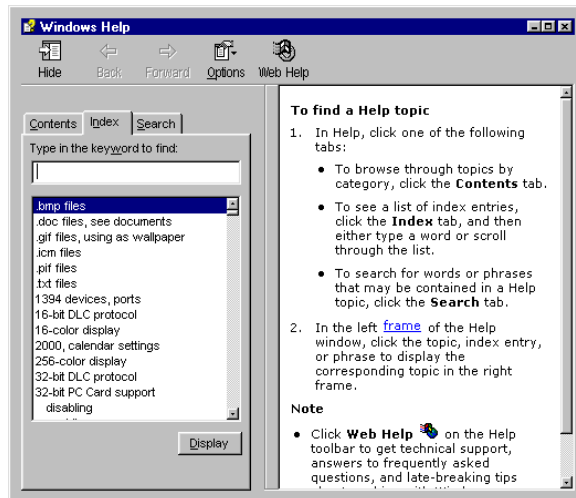 Windows Help
Hide Back Forward Options Web Help
Contents Index Search
Type in the keyword to find:
.bmp files
.doc files, see documents
.gif files, using as wallpaper
.icm files
.pif files
.txt files
1394 devices, ports
16-bit DLC protocol
16-color display
2000, calendar settings
256-color display
32-bit DLC protocol
32-bit PC Card support
disabling
Display
To find a Help topic
1. In Help, click one of the following
tabs:
• To browse through topics by
category, click the Contents tab.
• To see a list of index entries,
click the Index tab, and then
either type a word or scroll
through the list.
• To search for words or phrases
that may be contained in a Help
topic, click the Search tab.
2. In the left frame of the Help
window, click the topic, index entry,
or phrase to display the
corresponding topic in the right
frame.
Note
• Click Web Help on the Help
toolbar to get technical support,
answers to frequently asked
questions, and late-breaking tips